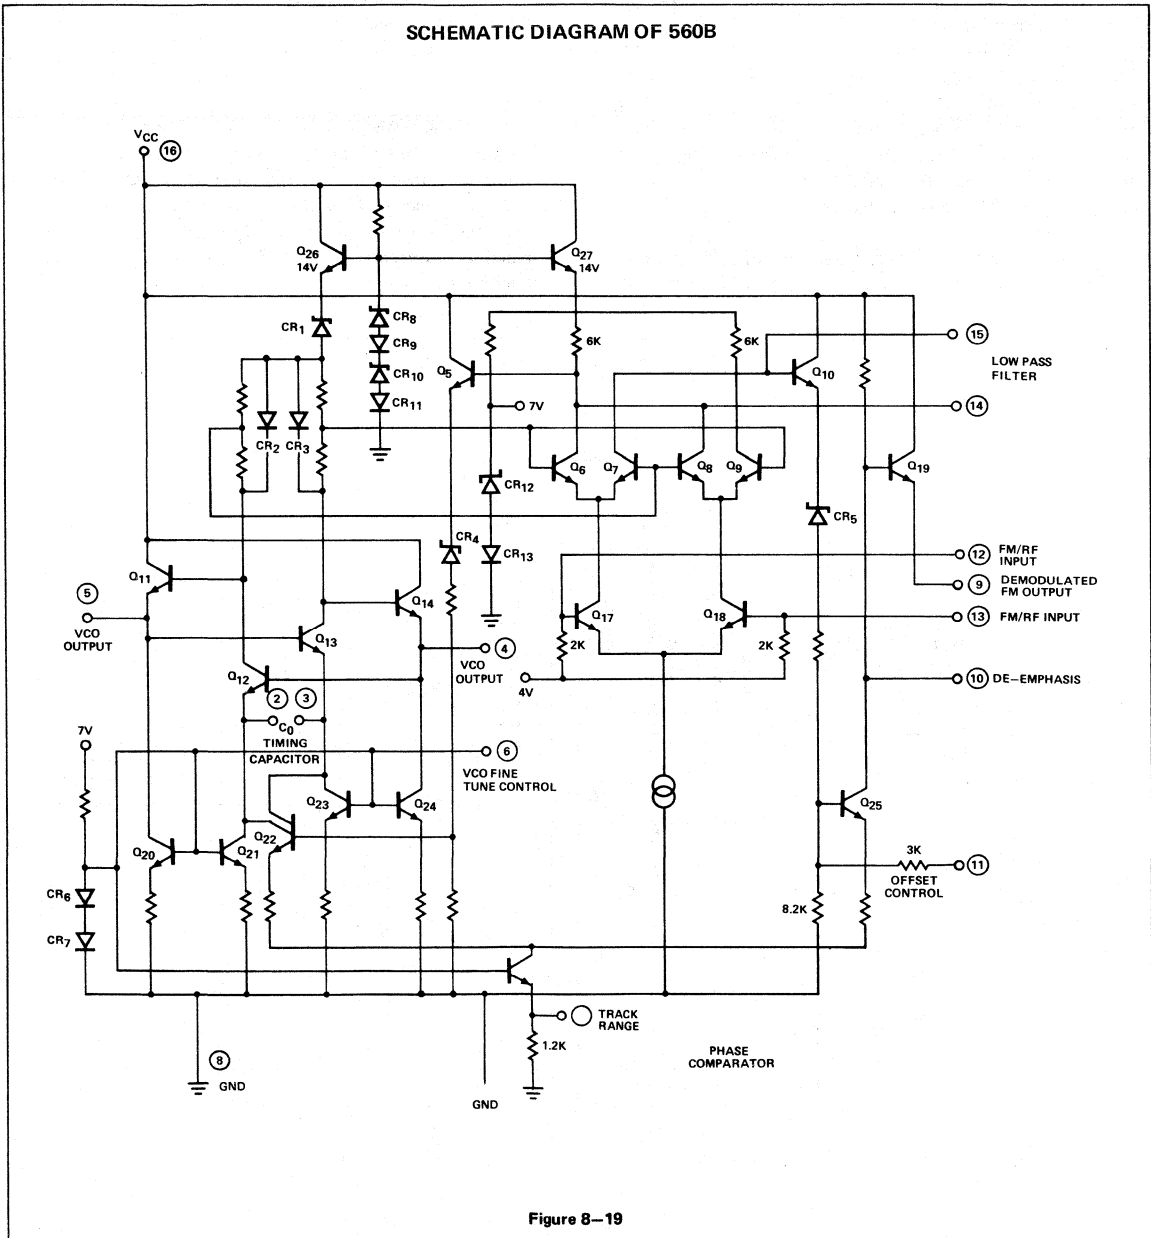 SCHEMATIC DIAGRAM OF 560B
VCC 16
Q26
14V
Q27
14V
CR1
CR8
CR9
CR10
CR11
6K
6K
Q5
Q10
15
LOW PASS
FILTER
7V
14
CR2
CR3
Q6
Q7
Q8
Q9
Q19
CR12
CR5
CR4
CR13
12 FM/RF
INPUT
Q11
9 DEMODULATED
FM OUTPUT
5
VCO
OUTPUT
Q14
Q17
Q18
13 FM/RF INPUT
Q13
2K
2K
4
VCO
OUTPUT
Q12
4V
10 DE-EMPHASIS
2 3
C0
TIMING
CAPACITOR
7V
6
VCO FINE
TUNE CONTROL
Q23
Q24
Q25
Q22
Q20
Q21
3K
11
OFFSET
CONTROL
CR6
8.2K
CR7
TRACK
RANGE
1.2K
PHASE
COMPARATOR
8
GND
GND
Figure 8-19